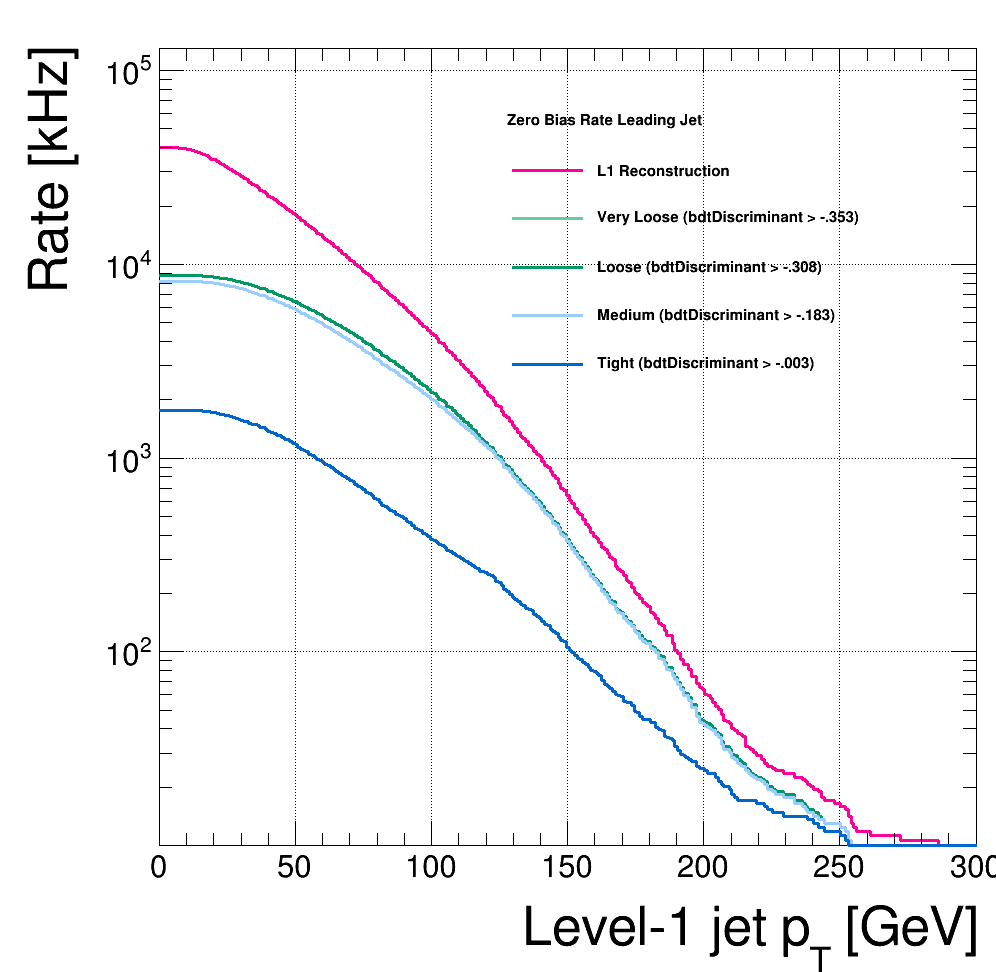 Rate [kHz]
10^5
10^4
10^3
10^2
Zero Bias Rate Leading Jet
L1 Reconstruction
Very Loose (bdtDiscriminant > -.353)
Loose (bdtDiscriminant > -.308)
Medium (bdtDiscriminant > -.183)
Tight (bdtDiscriminant > -.003)
0 50 100 150 200 250 300
Level-1 jet p_T [GeV]